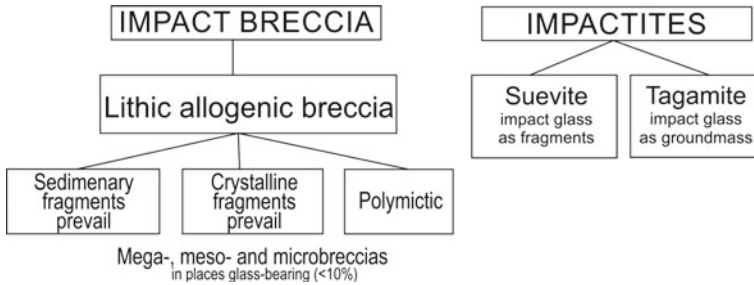 IMPACT BRECCIA
Lithic allogenic breccia
Sedimenary
fragments
prevail
Crystalline
fragments
prevail
Polymictic
Mega-, meso- and microbreccias
in places glass-bearing (<10%)
IMPACTITES
Suevite
impact glass
as fragments
Tagamite
impact glass
as groundmass